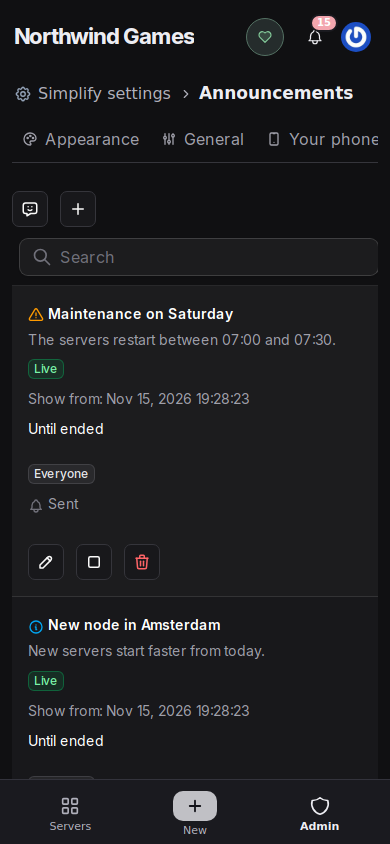 Northwind Games
15
Simplify settings > Announcements
Appearance
General
Your phone
Search
Maintenance on Saturday
The servers restart between 07:00 and 07:30.
Live
Show from: Nov 15, 2026 19:28:23
Until ended
Everyone
Sent
New node in Amsterdam
New servers start faster from today.
Live
Show from: Nov 15, 2026 19:28:23
Until ended
Servers
New
Admin